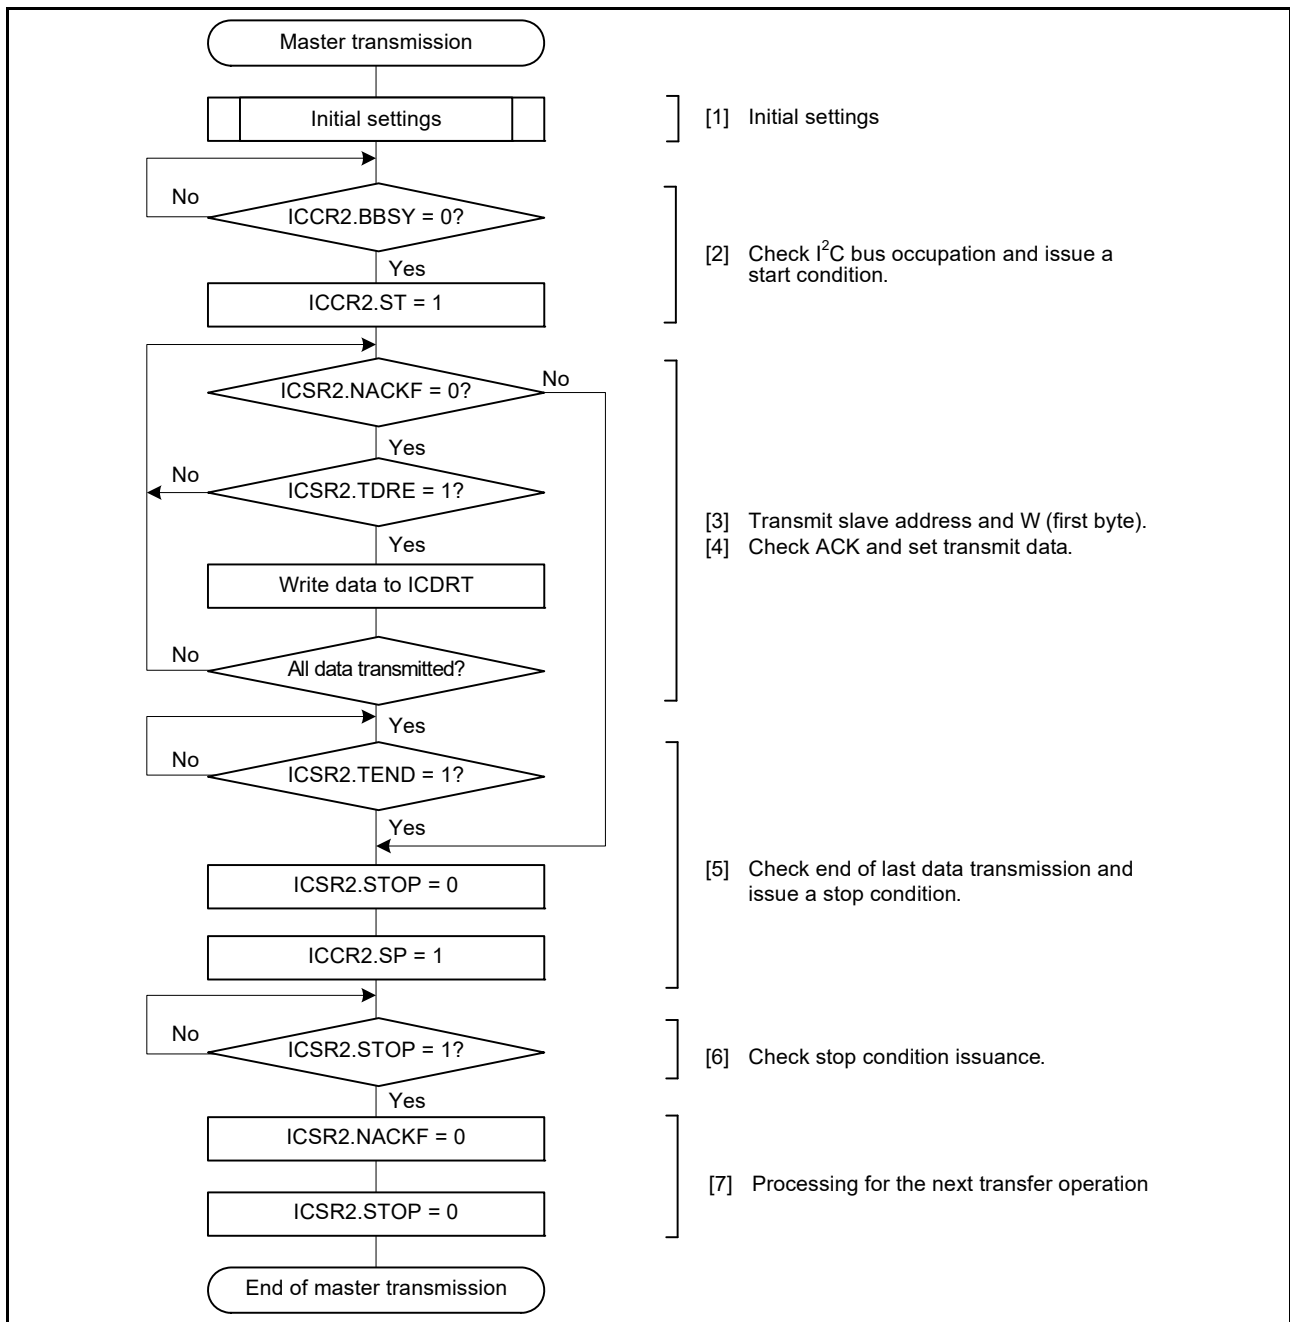 Master transmission
Initial settings
[1] Initial settings
No
ICCR2.BBSY = 0?
Yes
[2] Check I²C bus occupation and issue a
start condition.
ICCR2.ST = 1
ICSR2.NACKF = 0?
No
Yes
No
ICSR2.TDRE = 1?
Yes
[3] Transmit slave address and W (first byte).
[4] Check ACK and set transmit data.
Write data to ICDRT
No
All data transmitted?
Yes
No
ICSR2.TEND = 1?
Yes
[5] Check end of last data transmission and
issue a stop condition.
ICSR2.STOP = 0
ICCR2.SP = 1
No
ICSR2.STOP = 1?
[6] Check stop condition issuance.
Yes
ICSR2.NACKF = 0
[7] Processing for the next transfer operation
ICSR2.STOP = 0
End of master transmission